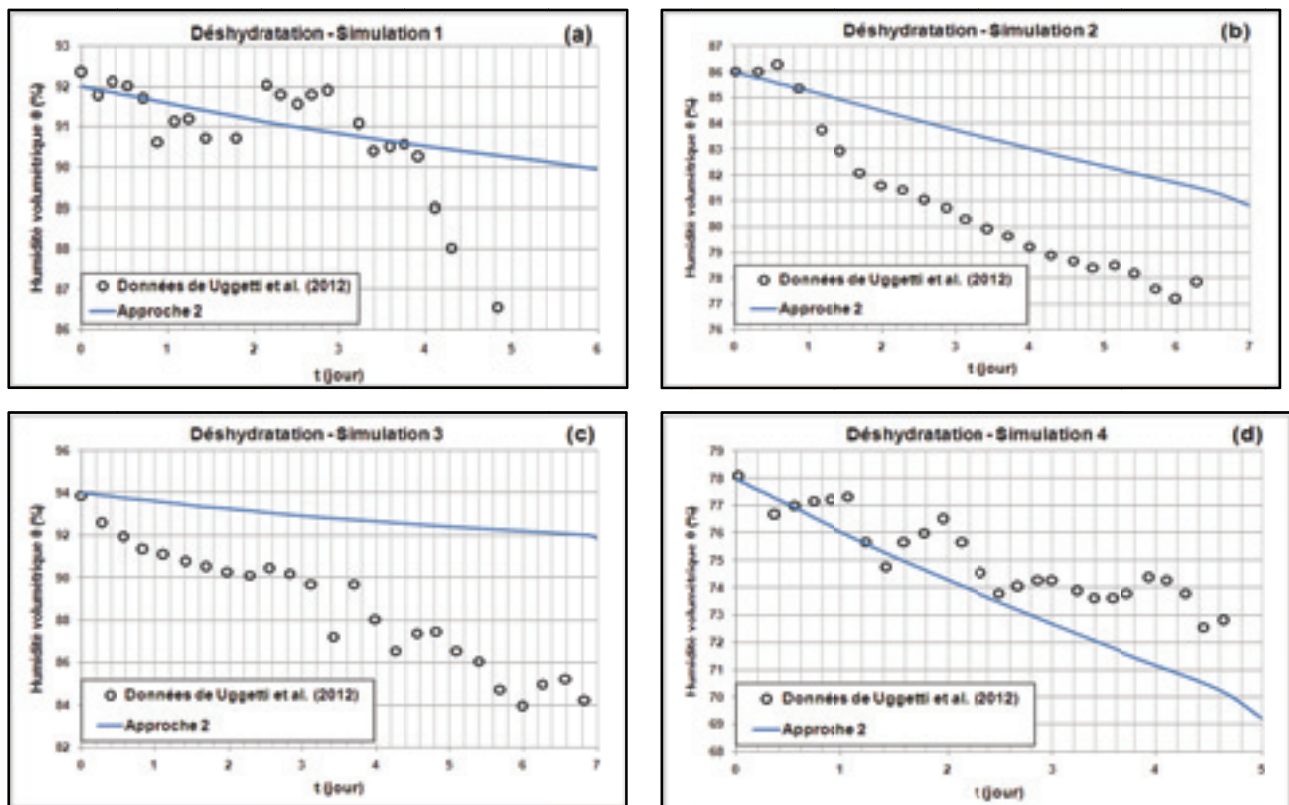 Déshydratation - Simulation 1
(a)
Humidité volumétrique θ (%)
93
92
91
90
89
88
87
86
Données de Uggetti et al. (2012)
Approche 2
0 1 2 3 4 5 6
t (jour)
Déshydratation - Simulation 2
(b)
Humidité volumétrique θ (%)
87
86
85
84
83
82
81
80
79
78
77
76
Données de Uggetti et al. (2012)
Approche 2
0 1 2 3 4 5 6 7
t (jour)
Déshydratation - Simulation 3
(c)
Humidité volumétrique θ (%)
96
94
92
90
88
86
84
82
Données de Uggetti et al. (2012)
Approche 2
0 1 2 3 4 5 6 7
t (jour)
Déshydratation - Simulation 4
(d)
Humidité volumétrique θ (%)
79
78
77
76
75
74
73
72
71
70
69
68
Données de Uggetti et al. (2012)
Approche 2
0 1 2 3 4 5
t (jour)